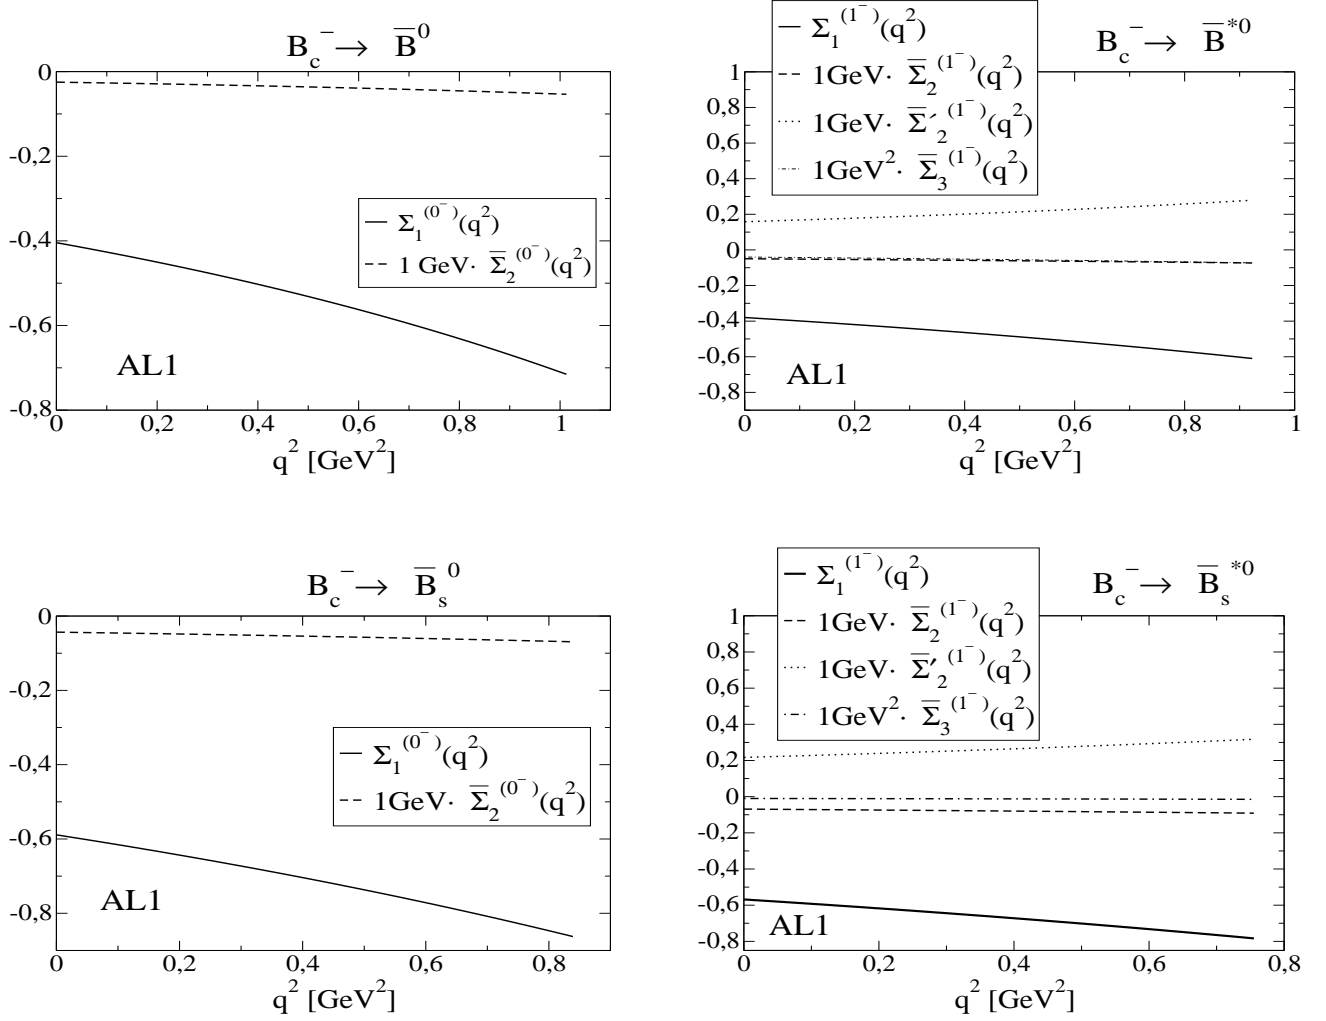 B_c^- → B̅^0
0
-0,2
-0,4
-0,6
-0,8
Σ_1^(0^-)(q^2)
1 GeV· Σ̅_2^(0^-)(q^2)
AL1
0 0,2 0,4 0,6 0,8 1
q^2 [GeV^2]
B_c^- → B̅^*0
Σ_1^(1^-)(q^2)
1GeV· Σ̅_2^(1^-)(q^2)
1GeV· Σ̅′_2^(1^-)(q^2)
1GeV^2· Σ̅_3^(1^-)(q^2)
1
0,8
0,6
0,4
0,2
0
-0,2
-0,4
-0,6
-0,8
AL1
0 0,2 0,4 0,6 0,8 1
q^2 [GeV^2]
B_c^- → B̅_s^0
0
-0,2
-0,4
-0,6
-0,8
Σ_1^(0^-)(q^2)
1GeV· Σ̅_2^(0^-)(q^2)
AL1
0 0,2 0,4 0,6 0,8
q^2 [GeV^2]
B_c^- → B̅_s^*0
Σ_1^(1^-)(q^2)
1GeV· Σ̅_2^(1^-)(q^2)
1GeV· Σ̅′_2^(1^-)(q^2)
1GeV^2· Σ̅_3^(1^-)(q^2)
1
0,8
0,6
0,4
0,2
0
-0,2
-0,4
-0,6
-0,8
AL1
0 0,2 0,4 0,6 0,8
q^2 [GeV^2]